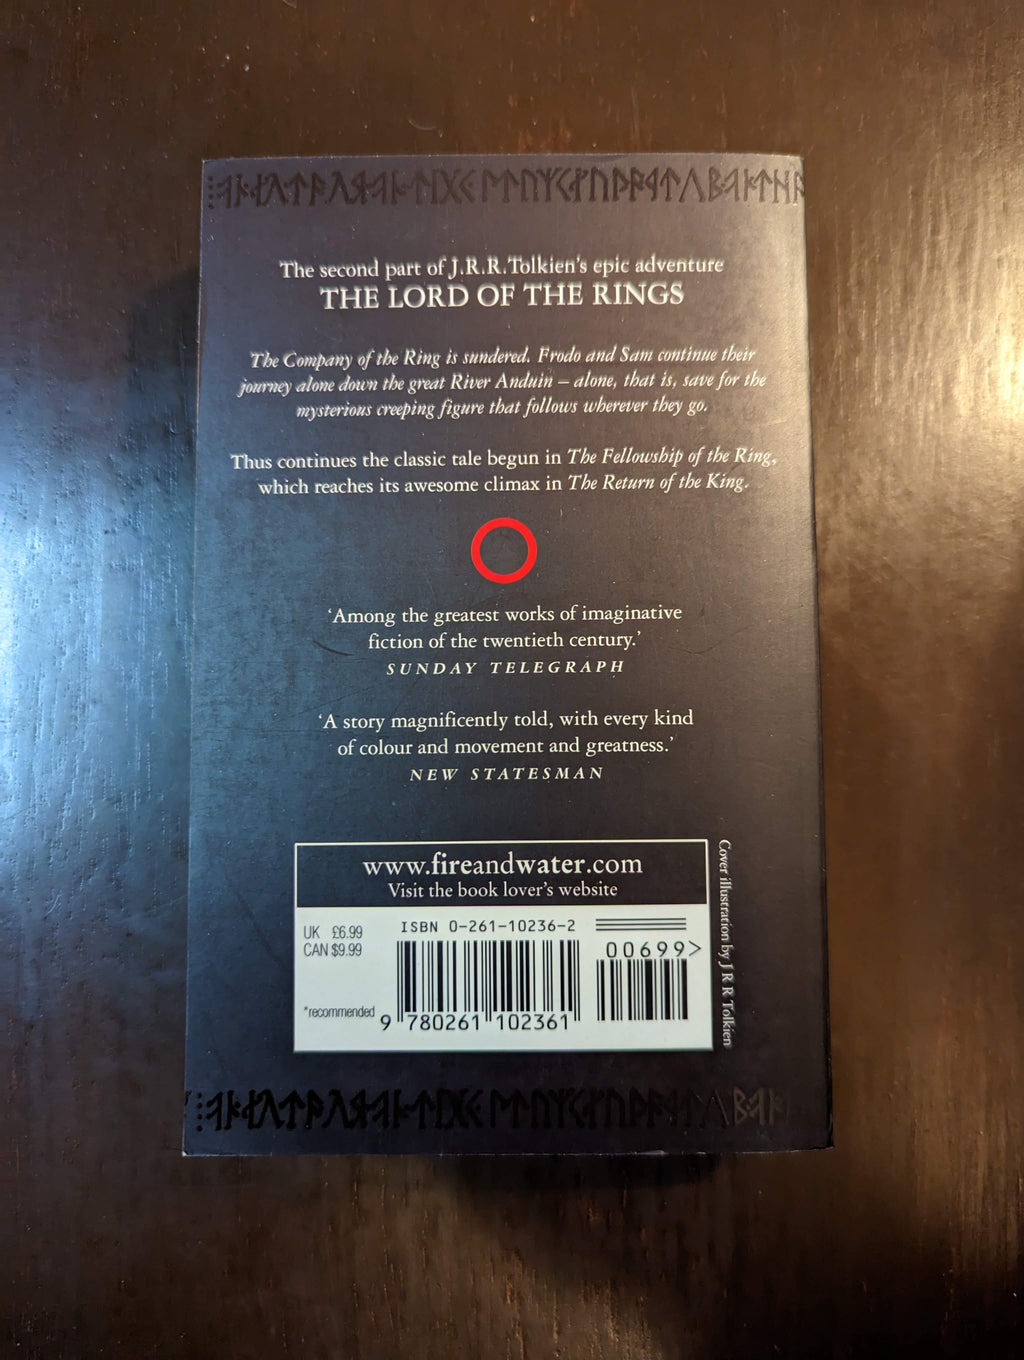 The second part of J.R.R.Tolkien's epic adventure
THE LORD OF THE RINGS
The Company of the Ring is sundered. Frodo and Sam continue their
journey alone down the great River Anduin – alone, that is, save for the
mysterious creeping figure that follows wherever they go.
Thus continues the classic tale begun in The Fellowship of the Ring,
which reaches its awesome climax in The Return of the King.
'Among the greatest works of imaginative
fiction of the twentieth century.'
SUNDAY TELEGRAPH
'A story magnificently told, with every kind
of colour and movement and greatness.'
NEW STATESMAN
www.fireandwater.com
Visit the book lover's website
UK £6.99
CAN $9.99
*recommended
ISBN 0-261-10236-2
9 780261 102361
00699>
Cover illustration by J R R Tolkien